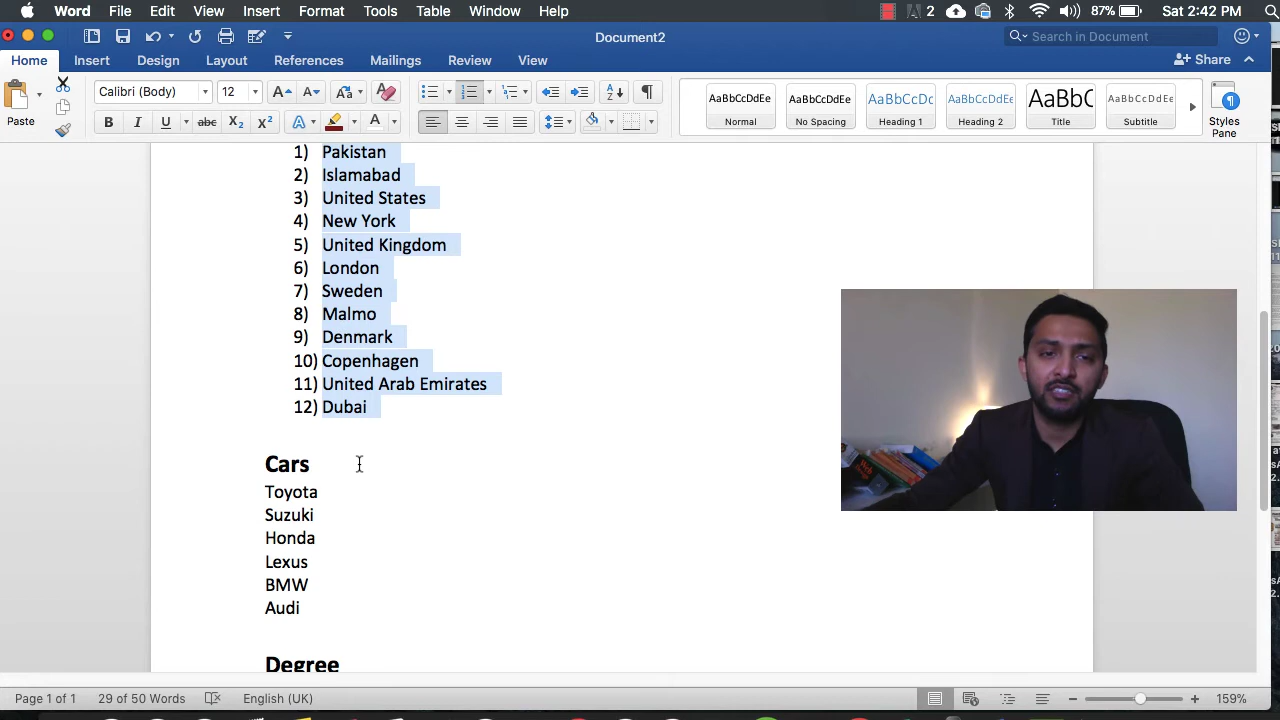 Word File Edit View Insert Format Tools Table Window Help 2 87% Sat 2:42 PM
Document2
Search in Document
Home Insert Design Layout References Mailings Review View Share
Paste
Calibri (Body) 12
B I U abc X₂ X² A A
AaBbCcDdEe AaBbCcDdEe AaBbCcDc AaBbCcDdEe AaBbC AaBbCcDdEe
Normal No Spacing Heading 1 Heading 2 Title Subtitle
Styles Pane
1) Pakistan
2) Islamabad
3) United States
4) New York
5) United Kingdom
6) London
7) Sweden
8) Malmo
9) Denmark
10) Copenhagen
11) United Arab Emirates
12) Dubai
Cars
Toyota
Suzuki
Honda
Lexus
BMW
Audi
Degree
Page 1 of 1 29 of 50 Words English (UK) 159%